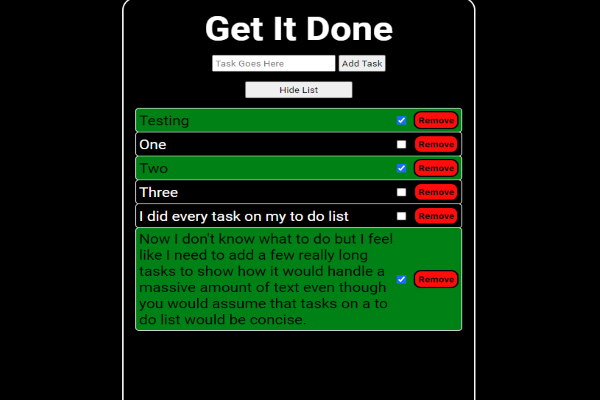 Get It Done
Task Goes Here Add Task
Hide List
Testing Remove
One Remove
Two Remove
Three Remove
I did every task on my to do list Remove
Now I don't know what to do but I feel
like I need to add a few really long
tasks to show how it would handle a
massive amount of text even though Remove
you would assume that tasks on a to
do list would be concise.